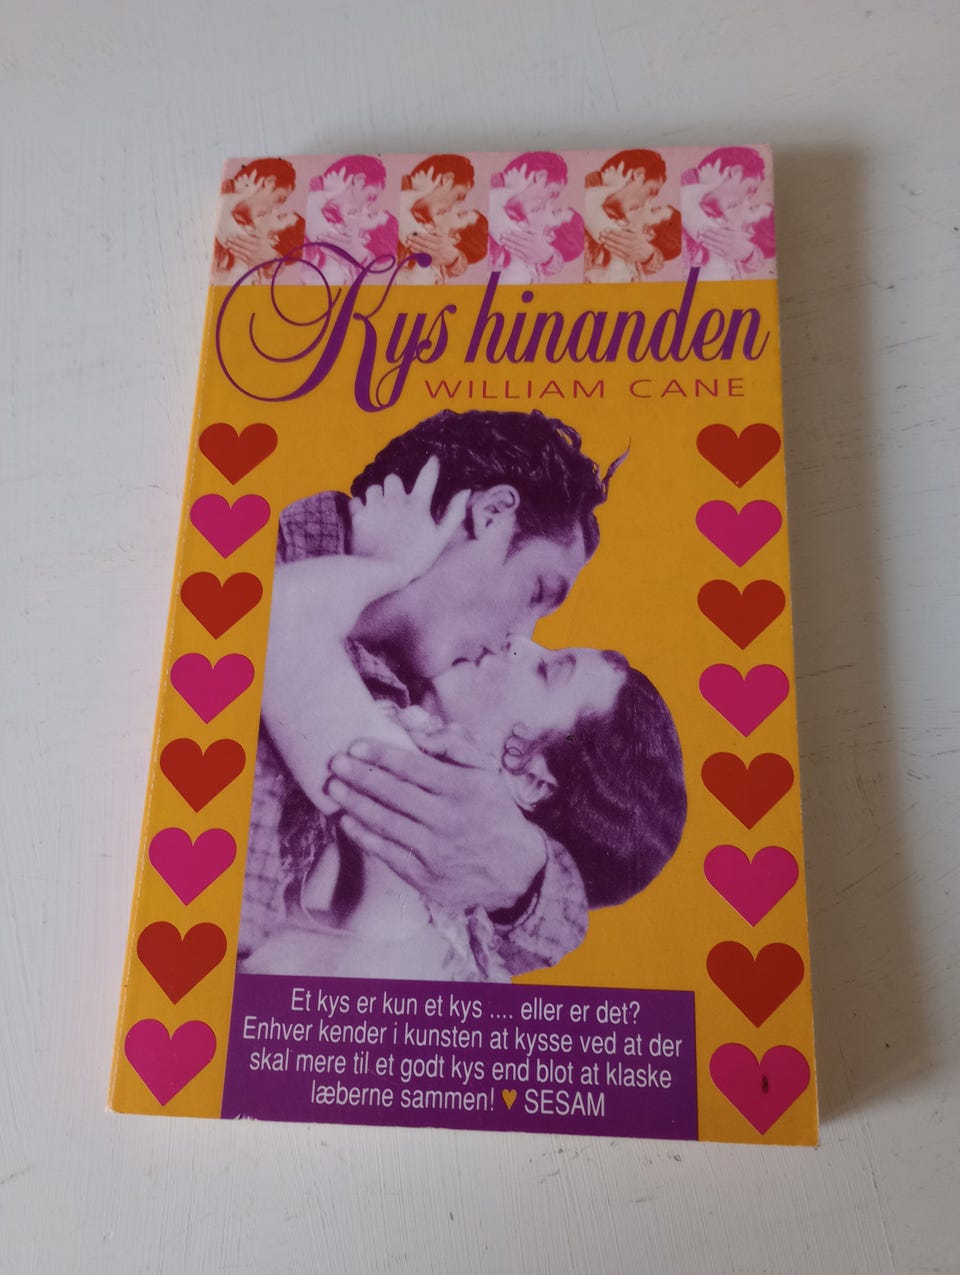 Kys hinanden
WILLIAM CANE
Et kys er kun et kys .... eller er det?
Enhver kender i kunsten at kysse ved at der
skal mere til et godt kys end blot at klaske
læberne sammen! ♥ SESAM